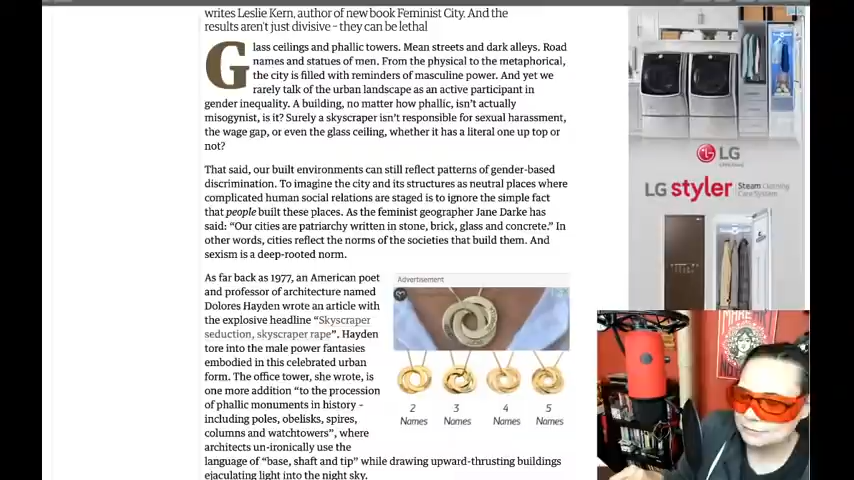 writes Leslie Kern, author of new book Feminist City. And the
results aren't just divisive – they can be lethal
Glass ceilings and phallic towers. Mean streets and dark alleys. Road
names and statues of men. From the physical to the metaphorical,
the city is filled with reminders of masculine power. And yet we
rarely talk of the urban landscape as an active participant in
gender inequality. A building, no matter how phallic, isn't actually
misogynist, is it? Surely a skyscraper isn't responsible for sexual harassment,
the wage gap, or even the glass ceiling, whether it has a literal one up top or
not?
That said, our built environments can still reflect patterns of gender-based
discrimination. To imagine the city and its structures as neutral places where
complicated human social relations are staged is to ignore the simple fact
that people built these places. As the feminist geographer Jane Darke has
said: “Our cities are patriarchy written in stone, brick, glass and concrete.” In
other words, cities reflect the norms of the societies that build them. And
sexism is a deep-rooted norm.
As far back as 1977, an American poet
and professor of architecture named
Dolores Hayden wrote an article with
the explosive headline “Skyscraper
seduction, skyscraper rape”. Hayden
tore into the male power fantasies
embodied in this celebrated urban
form. The office tower, she wrote, is
one more addition “to the procession
of phallic monuments in history –
including poles, obelisks, spires,
columns and watchtowers”, where
architects un-ironically use the
language of “base, shaft and tip” while drawing upward-thrusting buildings
ejaculating light into the night sky.
Advertisement
2 3 4 5
Names Names Names Names
LG
LG styler Steam Clothing
Care System
MAKE